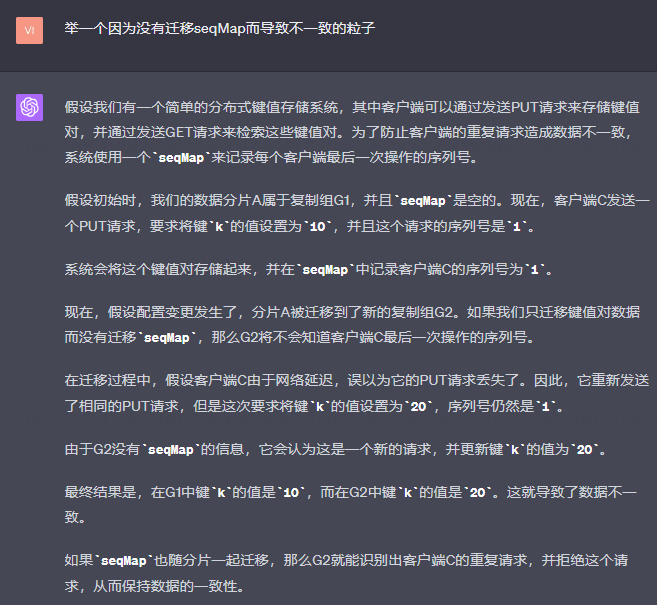 VI
举一个因为没有迁移seqMap而导致不一致的粒子
假设我们有一个简单的分布式键值存储系统，其中客户端可以通过发送PUT请求来存储键值
对，并通过发送GET请求来检索这些键值对。为了防止客户端的重复请求造成数据不一致，
系统使用一个`seqMap`来记录每个客户端最后一次操作的序列号。
假设初始时，我们的数据分片A属于复制组G1，并且`seqMap`是空的。现在，客户端C发送一
个PUT请求，要求将键`k`的值设置为`10`，并且这个请求的序列号是`1`。
系统会将这个键值对存储起来，并在`seqMap`中记录客户端C的序列号为`1`。
现在，假设配置变更发生了，分片A被迁移到了新的复制组G2。如果我们只迁移键值对数据
而没有迁移`seqMap`，那么G2将不会知道客户端C最后一次操作的序列号。
在迁移过程中，假设客户端C由于网络延迟，误以为它的PUT请求丢失了。因此，它重新发送
了相同的PUT请求，但是这次要求将键`k`的值设置为`20`，序列号仍然是`1`。
由于G2没有`seqMap`的信息，它会认为这是一个新的请求，并更新键`k`的值为`20`。
最终结果是，在G1中键`k`的值是`10`，而在G2中键`k`的值是`20`。这就导致了数据不一
致。
如果`seqMap`也随分片一起迁移，那么G2就能识别出客户端C的重复请求，并拒绝这个请
求，从而保持数据的一致性。